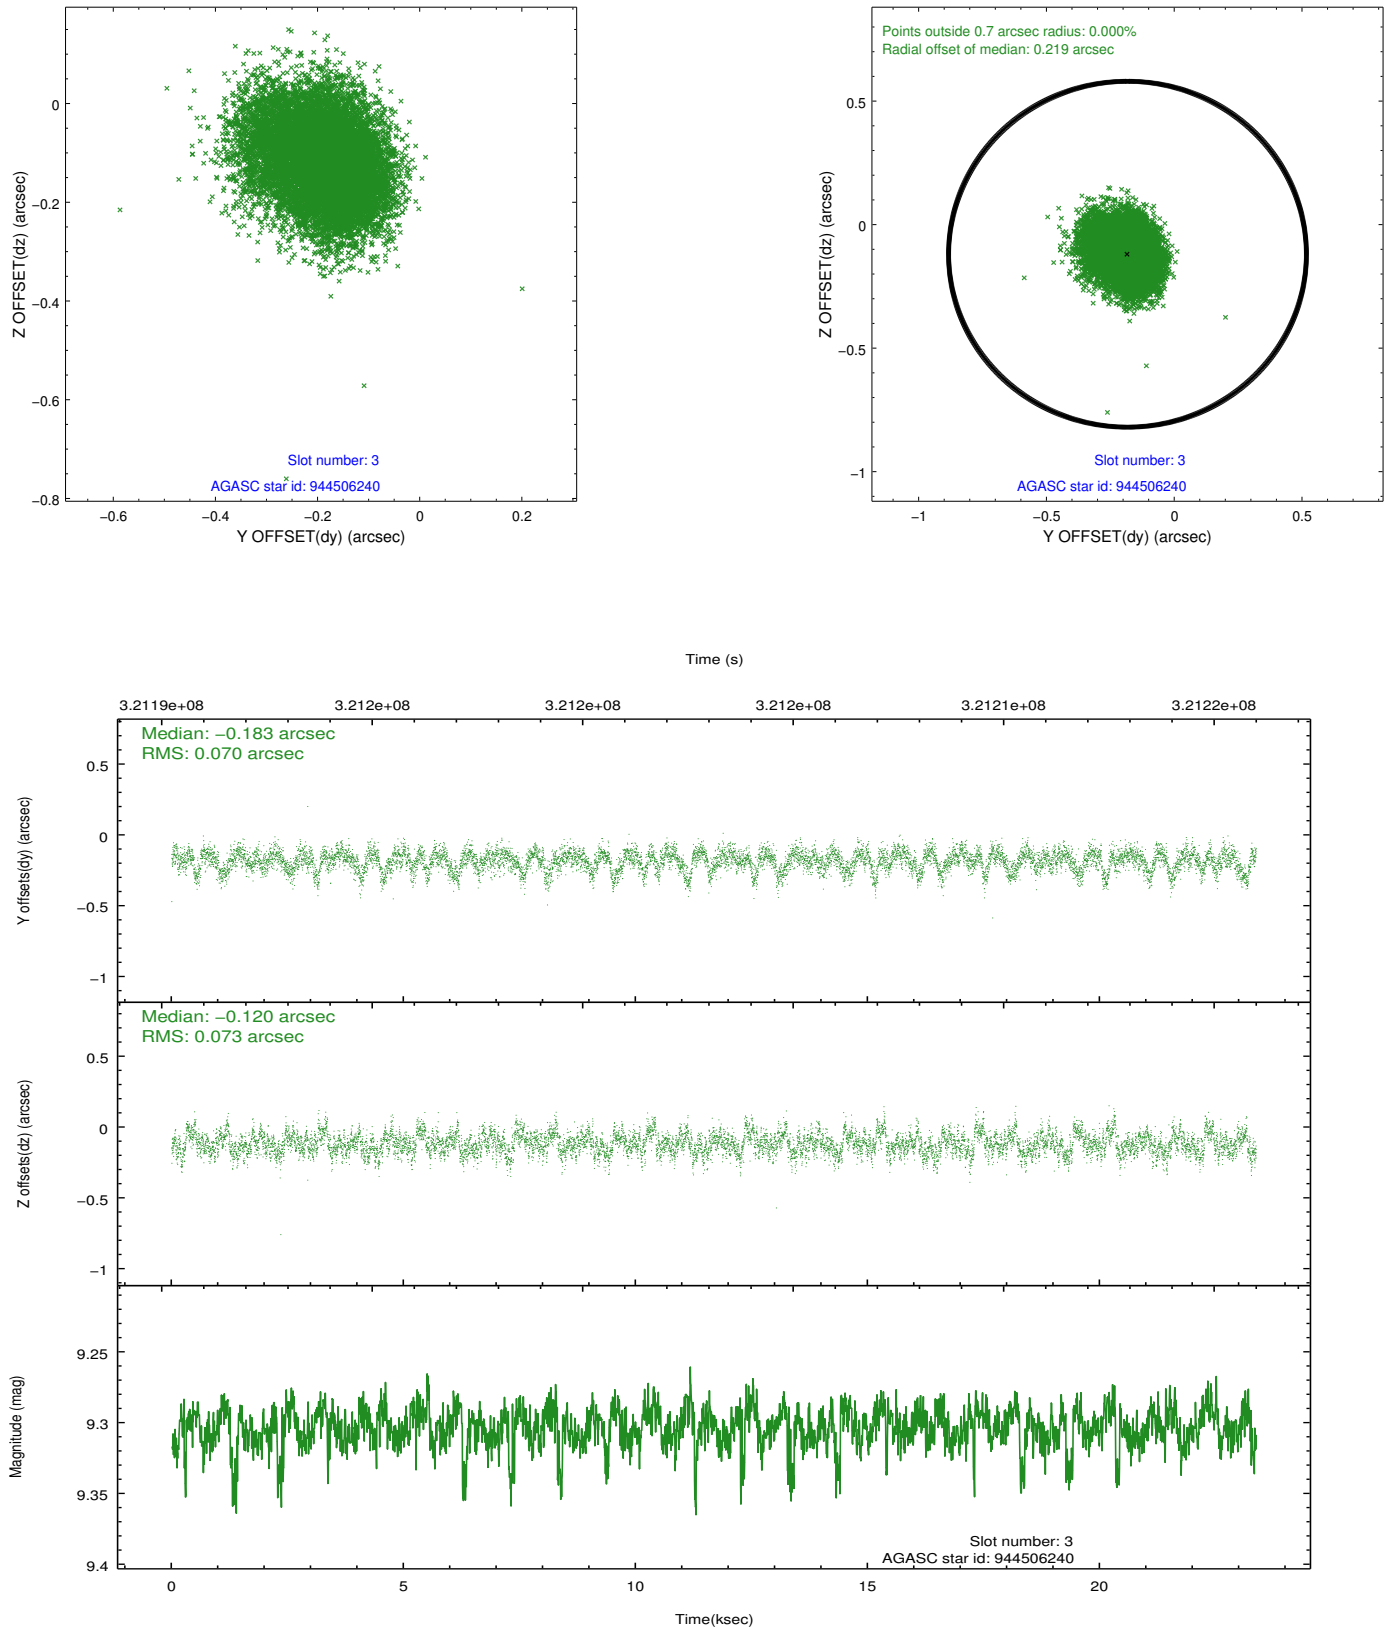 0
−0.2
−0.4
−0.6
−0.8
Z OFFSET(dz) (arcsec)
Slot number: 3
AGASC star id: 944506240
−0.6
−0.4
−0.2
0
0.2
Y OFFSET(dy) (arcsec)
Points outside 0.7 arcsec radius: 0.000%
Radial offset of median: 0.219 arcsec
0.5
0
−0.5
−1
Z OFFSET(dz) (arcsec)
Slot number: 3
AGASC star id: 944506240
−1
−0.5
0
0.5
Y OFFSET(dy) (arcsec)
Time (s)
3.2119e+08
3.212e+08
3.212e+08
3.212e+08
3.2121e+08
3.2122e+08
Median: −0.183 arcsec
RMS: 0.070 arcsec
0.5
0
−0.5
−1
Y offsets(dy) (arcsec)
Median: −0.120 arcsec
RMS: 0.073 arcsec
0.5
0
−0.5
−1
Z offsets(dz) (arcsec)
9.25
9.3
9.35
9.4
Magnitude (mag)
Slot number: 3
AGASC star id: 944506240
0
5
10
15
20
Time(ksec)